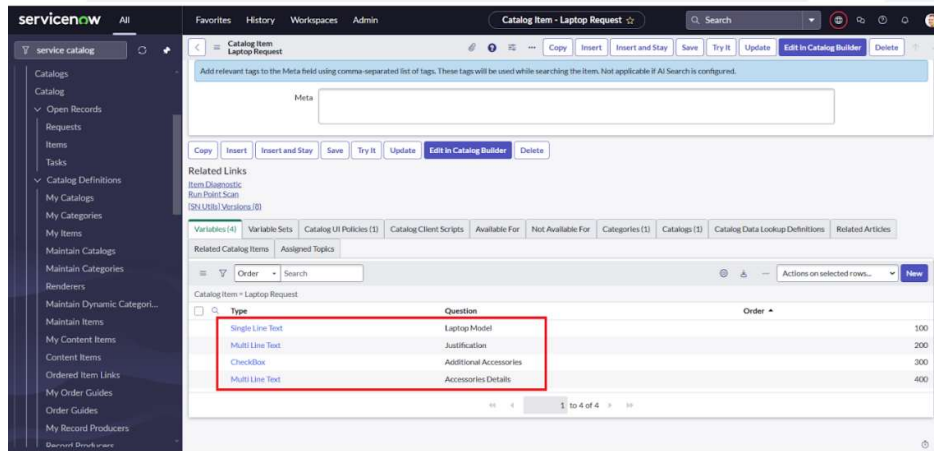 servicenow All Favorites History Workspaces Admin Catalog Item - Laptop Request Search
service catalog
Catalog Item
Laptop Request
Copy Insert Insert and Stay Save Try It Update Edit in Catalog Builder Delete
Add relevant tags to the Meta field using comma-separated list of tags. These tags will be used while searching the item. Not applicable if AI Search is configured.
Meta
Catalogs
Catalog
Open Records
Requests
Items
Tasks
Catalog Definitions
My Catalogs
My Categories
My Items
Maintain Catalogs
Maintain Categories
Renderers
Maintain Dynamic Categori...
Maintain Items
My Content Items
Content Items
Ordered Item Links
My Order Guides
Order Guides
My Record Producers
Record Producers
Copy Insert Insert and Stay Save Try It Update Edit in Catalog Builder Delete
Related Links
Item Diagnostic
Run Point Scan
[SN Utils] Versions (8)
Variables (4) Variable Sets Catalog UI Policies (1) Catalog Client Scripts Available For Not Available For Categories (1) Catalogs (1) Catalog Data Lookup Definitions Related Articles
Related Catalog Items Assigned Topics
Order Search Actions on selected rows... New
Catalog Item = Laptop Request
Type Question Order
Single Line Text Laptop Model 100
Multi Line Text Justification 200
CheckBox Additional Accessories 300
Multi Line Text Accessories Details 400
1 to 4 of 4